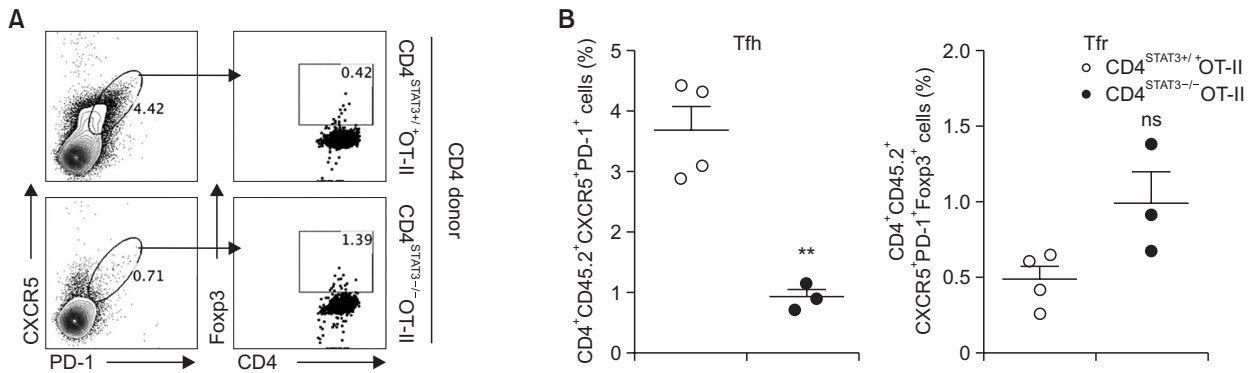 A
4.42
0.42
CD4STAT3+/+OT-II
0.71
1.39
CD4STAT3−/−OT-II
CD4 donor
CXCR5
Foxp3
PD-1
CD4
B
Tfh
CD4+CD45.2+CXCR5+PD-1+ cells (%)
5
4
3
2
1
0
**
Tfr
CD4+CD45.2+
CXCR5+PD-1+Foxp3+ cells (%)
2.0
1.5
1.0
0.5
0
CD4STAT3+/+OT-II
CD4STAT3−/−OT-II
ns